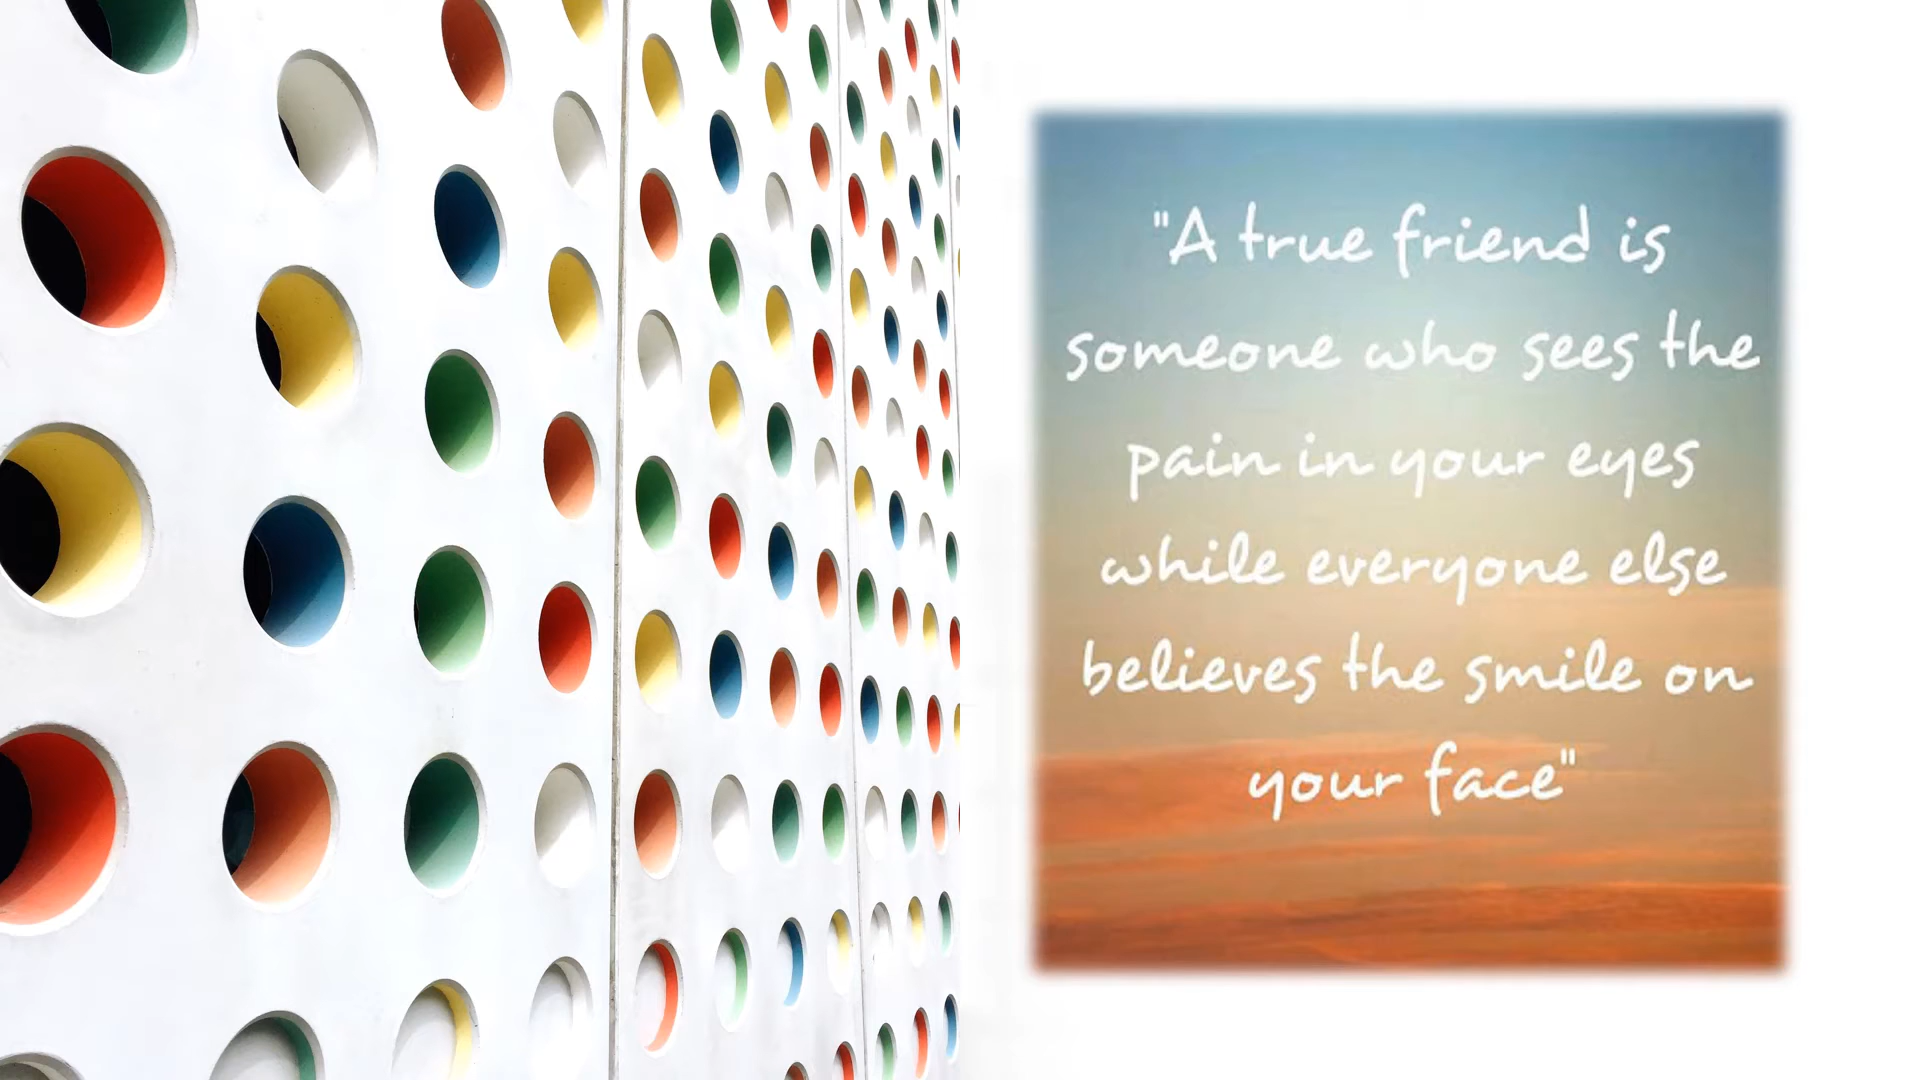 "A true friend is
someone who sees the
pain in your eyes
while everyone else
believes the smile on
your face"